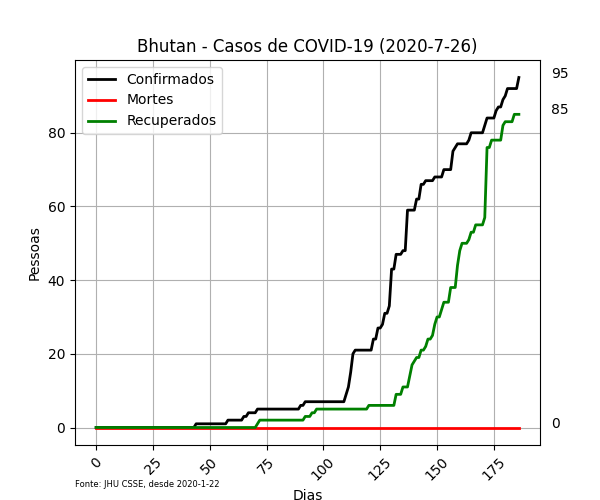 Bhutan - Casos de COVID-19 (2020-7-26)
Confirmados
Mortes
Recuperados
95
85
0
Pessoas
80
60
40
20
0
0
25
50
75
100
125
150
175
Fonte: JHU CSSE, desde 2020-1-22
Dias